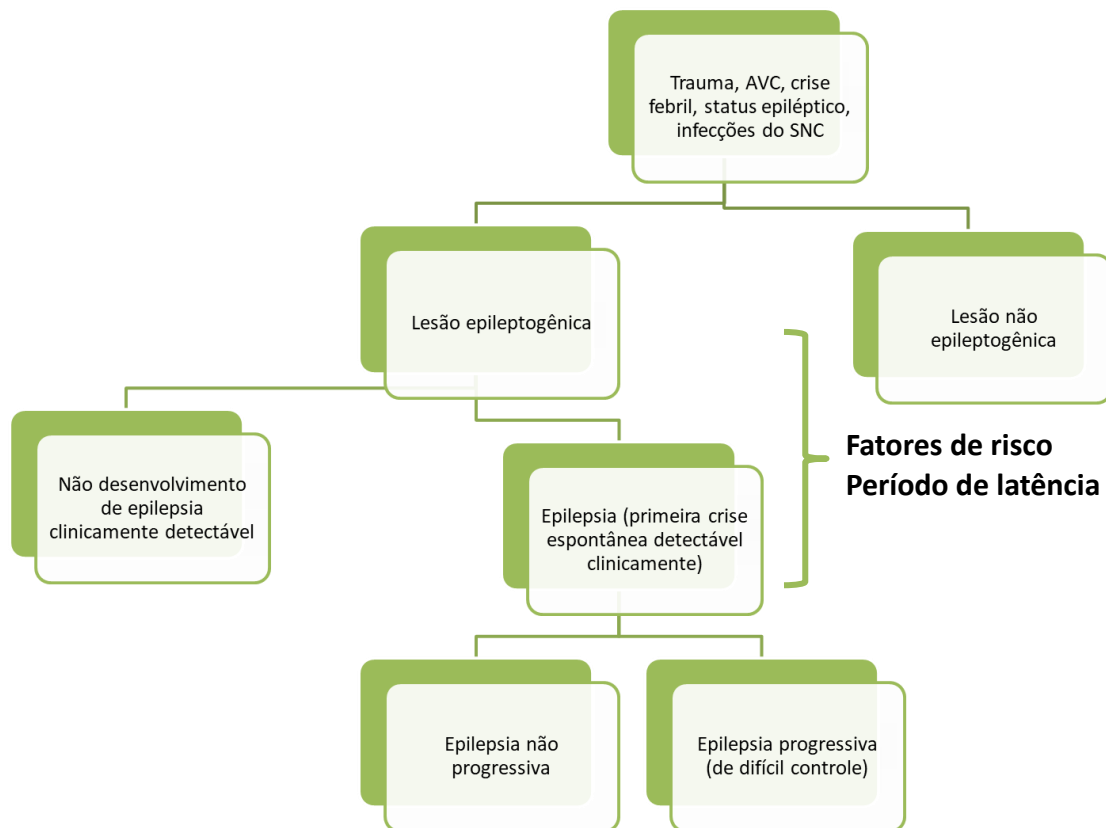 Trauma, AVC, crise
febril, status epiléptico,
infecções do SNC
Lesão epileptogênica
Lesão não
epileptogênica
Fatores de risco
Período de latência
Não desenvolvimento
de epilepsia
clinicamente detectável
Epilepsia (primeira crise
espontânea detectável
clinicamente)
Epilepsia não
progressiva
Epilepsia progressiva
(de difícil controle)